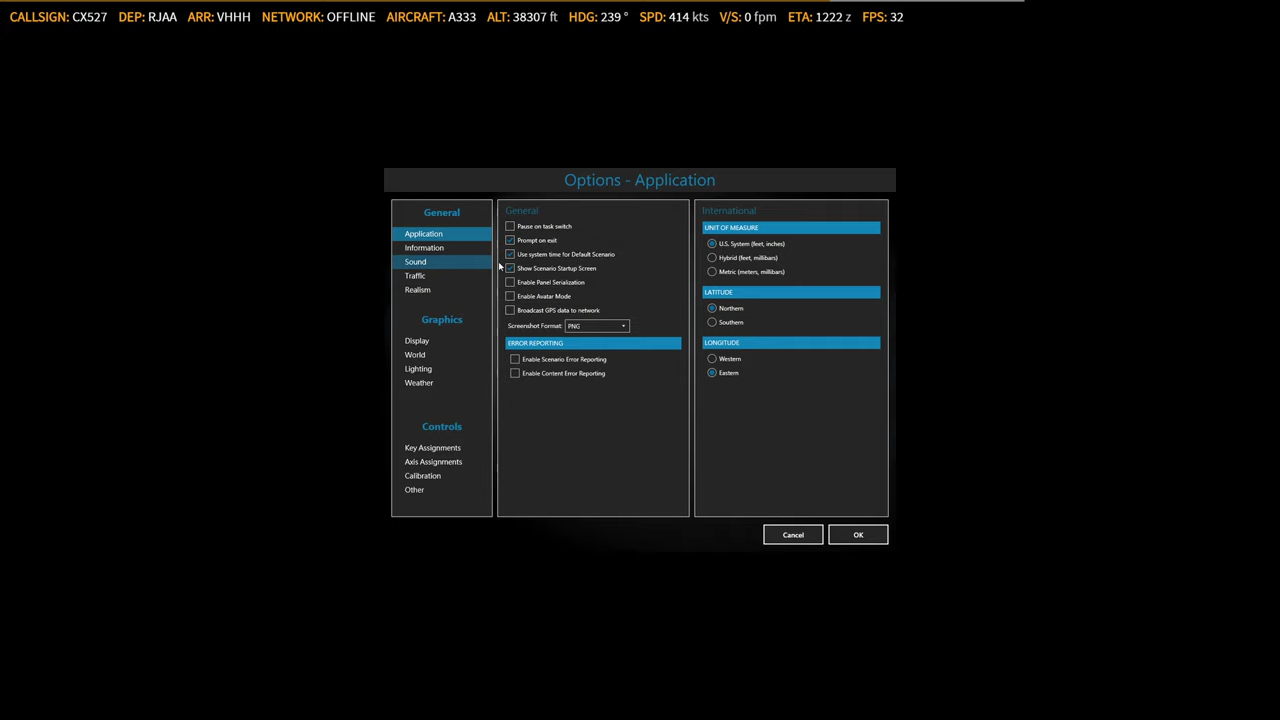 CALLSIGN: CX527 DEP: RJAA ARR: VHHH NETWORK: OFFLINE AIRCRAFT: A333 ALT: 38307 ft HDG: 239 ° SPD: 414 kts V/S: 0 fpm ETA: 1222 z FPS: 32
Options - Application
General
Application
Information
Sound
Traffic
Realism
Graphics
Display
World
Lighting
Weather
Controls
Key Assignments
Axis Assignments
Calibration
Other
General
Pause on task switch
Prompt on exit
Use system time for Default Scenario
Show Scenario Startup Screen
Enable Panel Serialization
Enable Avatar Mode
Broadcast GPS data to network
Screenshot Format: PNG
ERROR REPORTING
Enable Scenario Error Reporting
Enable Content Error Reporting
International
UNIT OF MEASURE
U.S. System (feet, inches)
Hybrid (feet, millibars)
Metric (meters, millibars)
LATITUDE
Northern
Southern
LONGITUDE
Western
Eastern
Cancel OK